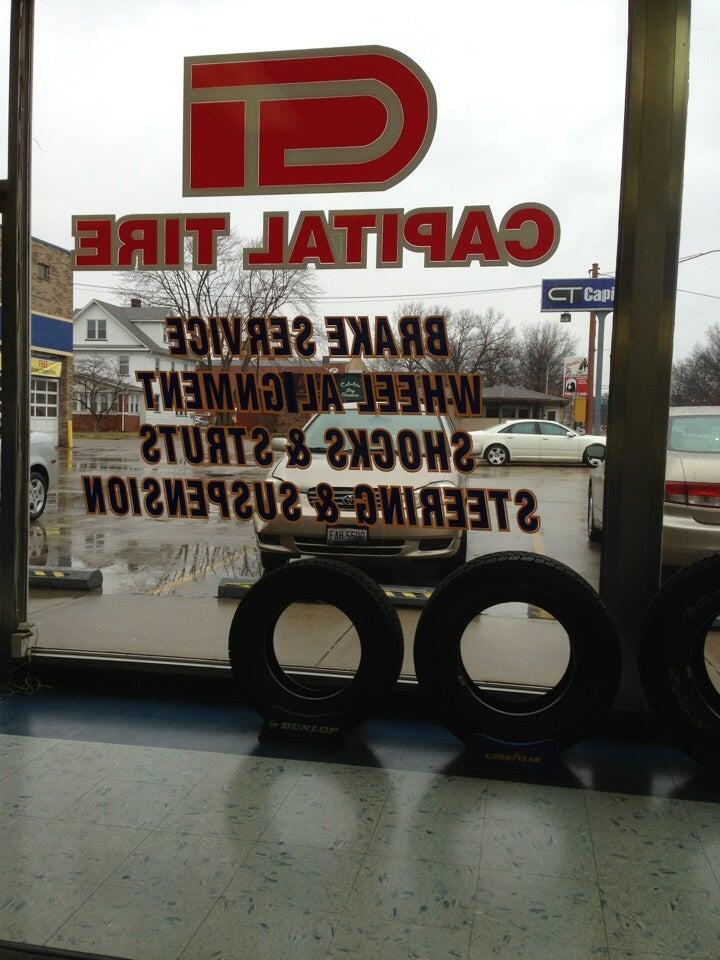 CT
CAPITAL TIRE
CT Capi
BRAKE SERVICE
WHEEL ALIGNMENT
SHOCKS & STRUTS
STEERING & SUSPENSION
DUNLOP
GOODYEAR